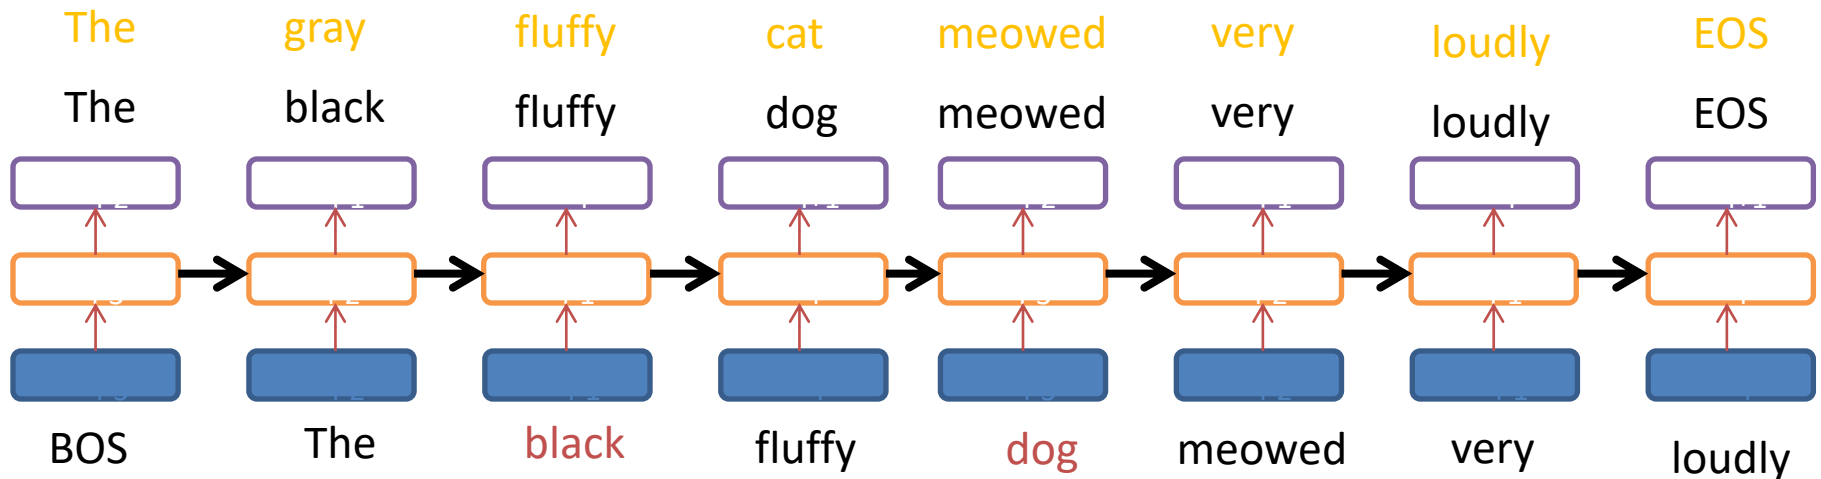 The gray fluffy cat meowed very loudly EOS
The black fluffy dog meowed very loudly EOS
BOS The black fluffy dog meowed very loudly